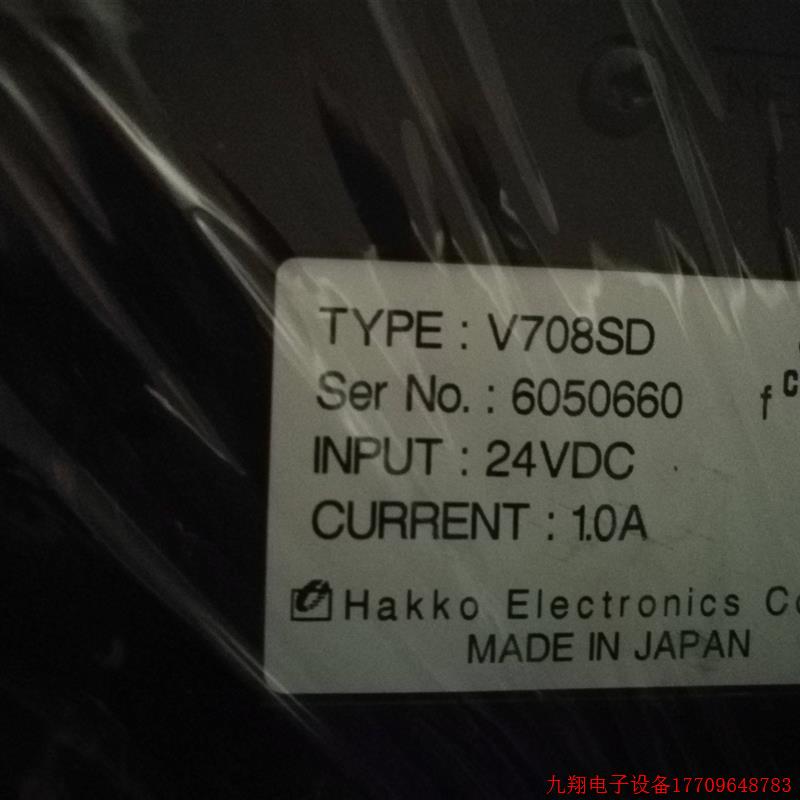 TYPE : V708SD
Ser No. : 6050660
INPUT : 24VDC
CURRENT : 1.0A
Hakko Electronics Co
MADE IN JAPAN
九翔电子设备17709648783